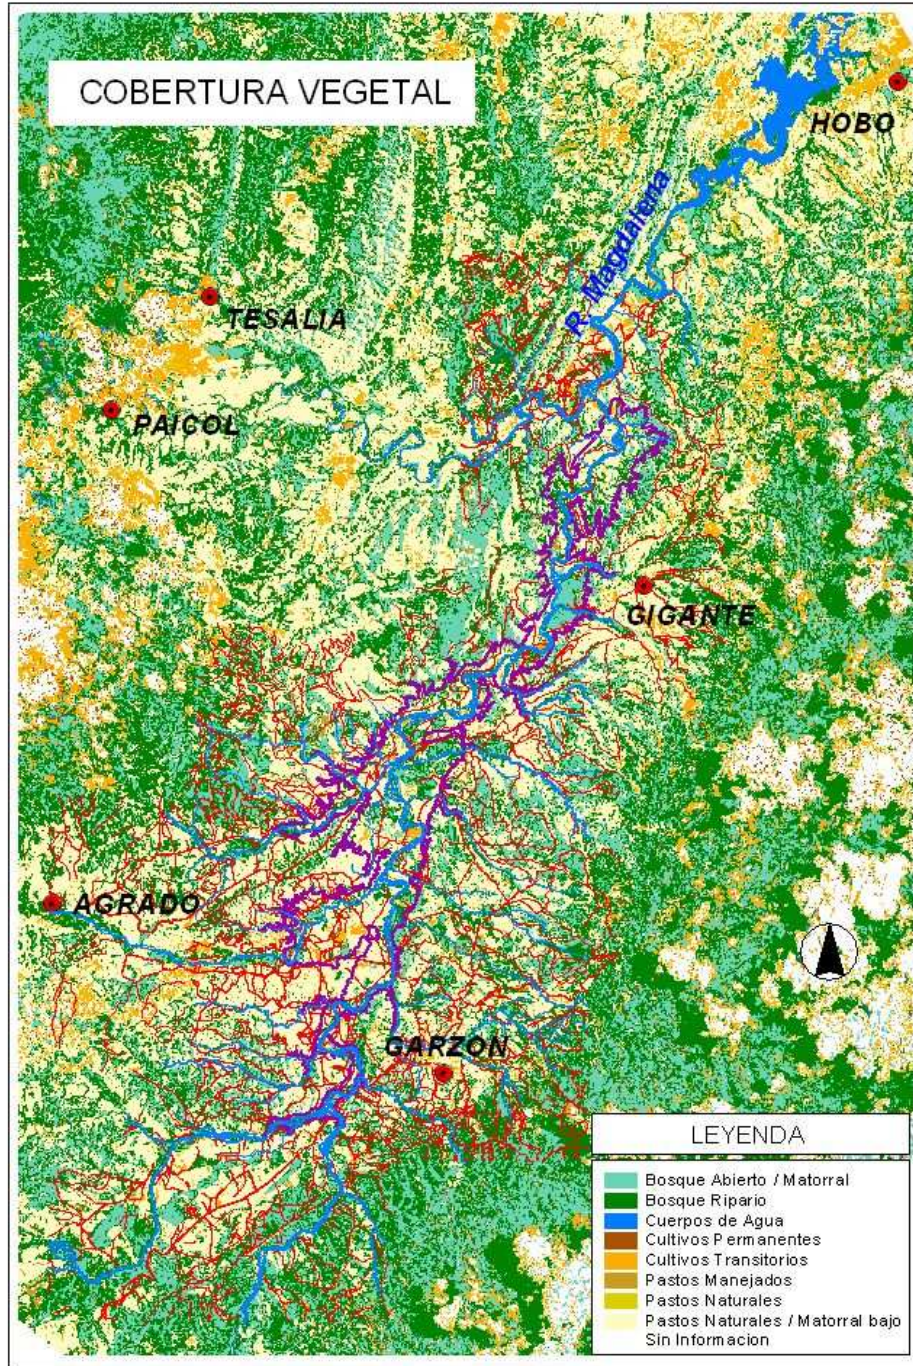 COBERTURA VEGETAL
HOBO
R. Magdalena
TESALIA
PAICOL
GIGANTE
AGRADO
GARZON
LEYENDA
Bosque Abierto / Matorral
Bosque Ripario
Cuerpos de Agua
Cultivos Permanentes
Cultivos Transitorios
Pastos Manejados
Pastos Naturales
Pastos Naturales / Matorral bajo
Sin Informacion